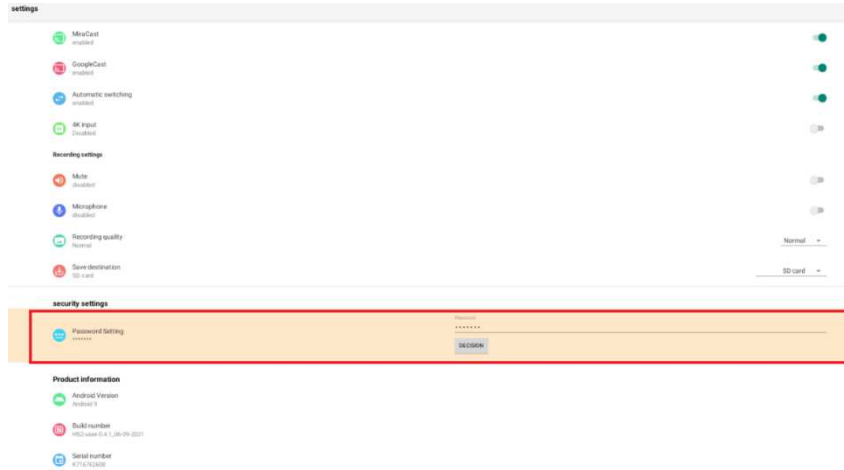 settings
MiraCast
enabled
GoogleCast
enabled
Automatic switching
enabled
4K input
Disabled
Recording settings
Mute
disabled
Microphone
disabled
Recording quality
Normal
Normal
Save destination
SD card
SD card
security settings
Password Setting
*******
Password
•••••••
DECISION
Product information
Android Version
Android 9
Build number
Serial number
K716762600